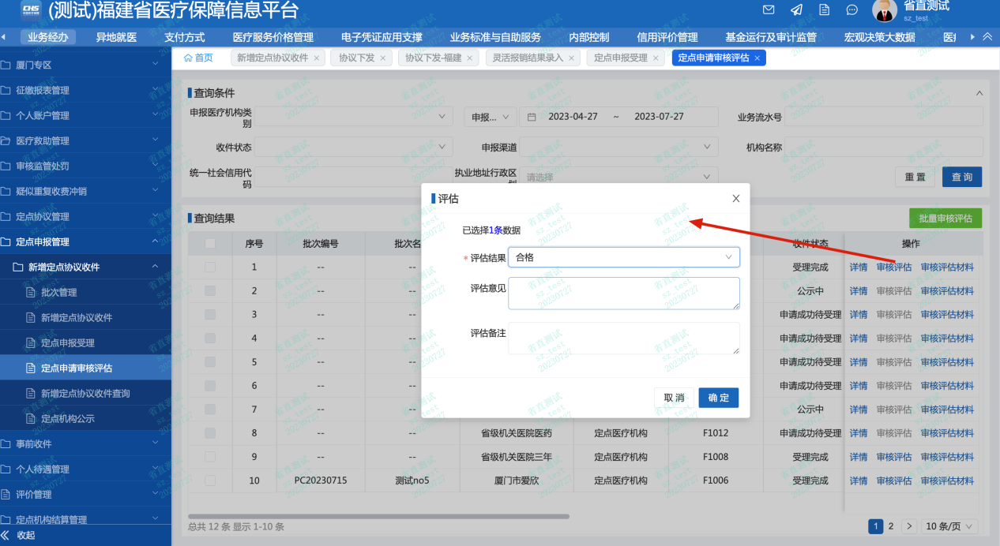 CHS (测试)福建省医疗保障信息平台 省直测试
sz_test
业务经办 异地就医 支付方式 医疗服务价格管理 电子凭证应用支撑 业务标准与自助服务 内部控制 信用评价管理 基金运行及审计监管 宏观决策大数据
首页 新增定点协议收件 × 协议下发 × 协议下发-福建 × 灵活报销结果录入 × 定点申报受理 × 定点申请审核评估 ×
厦门专区
征缴报表管理
个人账户管理
医疗救助管理
审核监管处罚
疑似重复收费冲销
定点协议管理
定点申报管理
新增定点协议收件
批次管理
新增定点协议收件
定点申报受理
定点申请审核评估
新增定点协议收件查询
定点机构公示
事前收件
个人待遇管理
评价管理
定点机构结算管理
收起
查询条件
申报医疗机构类别 申报... 2023-04-27 ~ 2023-07-27 业务流水号
收件状态 申报渠道 机构名称
统一社会信用代码 执业地址行政区划 请选择 重置 查询
查询结果 批量审核评估
序号 批次编号 批次名 收件状态 操作
1 -- -- 受理完成 详情 审核评估 审核评估材料
2 -- -- 公示中 详情 审核评估 审核评估材料
3 -- -- 申请成功待受理 详情 审核评估 审核评估材料
4 -- -- 申请成功待受理 详情 审核评估 审核评估材料
5 -- -- 申请成功待受理 详情 审核评估 审核评估材料
6 -- -- 申请成功待受理 详情 审核评估 审核评估材料
7 -- -- 公示中 详情 审核评估 审核评估材料
8 -- -- 省级机关医院医药 定点医疗机构 F1012 申请成功待受理 详情 审核评估 审核评估材料
9 -- -- 省级机关医院三年 定点医疗机构 F1008 受理完成 详情 审核评估 审核评估材料
10 PC20230715 测试no5 厦门市爱欣 定点医疗机构 F1006 受理完成 详情 审核评估 审核评估材料
总共 12 条 显示 1-10 条 1 2 > 10 条/页
评估 X
已选择1条数据
* 评估结果 合格
评估意见
评估备注
取消 确定
省直测试
sz_test
20230727